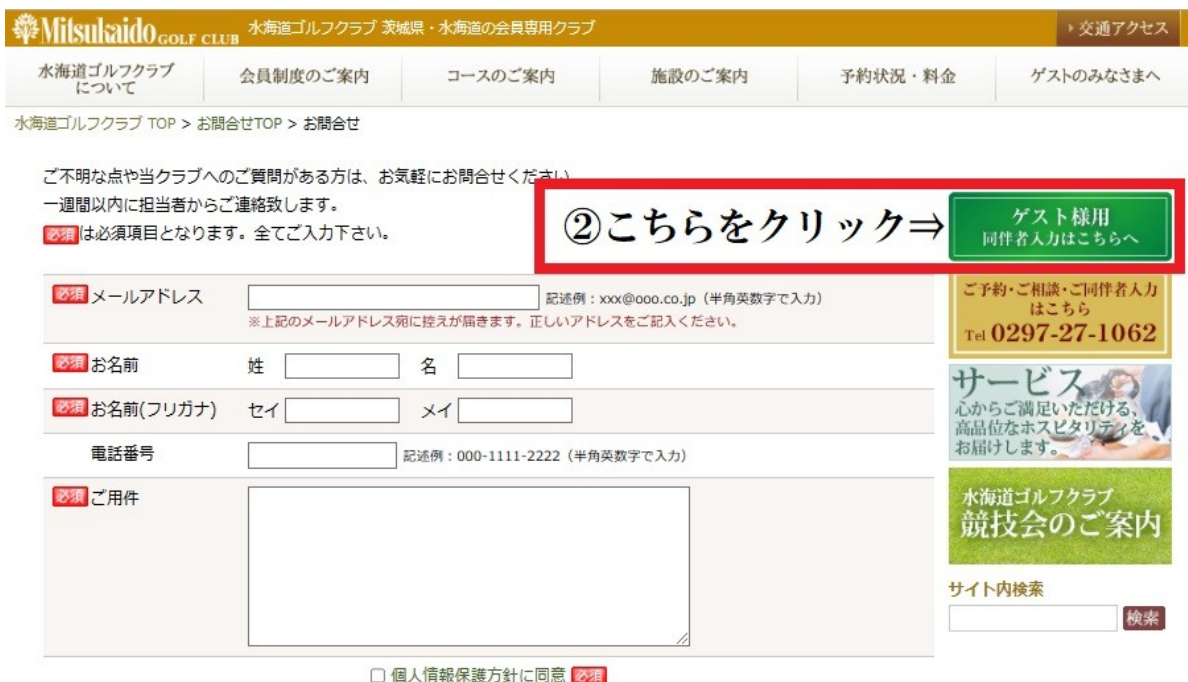 Mitsukaido GOLF CLUB 水海道ゴルフクラブ 茨城県・水海道の会員専用クラブ
交通アクセス
水海道ゴルフクラブ
について
会員制度のご案内
コースのご案内
施設のご案内
予約状況・料金
ゲストのみなさまへ
水海道ゴルフクラブ TOP > お問合せTOP > お問合せ
ご不明な点や当クラブへのご質問がある方は、お気軽にお問合せください
一週間以内に担当者からご連絡致します。
必須は必須項目となります。全てご入力下さい。
②こちらをクリック⇒
ゲスト様用
同伴者入力はこちらへ
必須 メールアドレス
記述例：xxx@ooo.co.jp（半角英数字で入力）
※上記のメールアドレス宛に控えが届きます。正しいアドレスをご記入ください。
必須 お名前 姓 名
必須 お名前(フリガナ) セイ メイ
電話番号 記述例：000-1111-2222（半角英数字で入力）
必須 ご用件
個人情報保護方針に同意 必須
ご予約・ご相談・ご同伴者入力
はこちら
Tel 0297-27-1062
サービス
心からご満足いただける、
高品位なホスピタリティを
お届けします。
水海道ゴルフクラブ
競技会のご案内
サイト内検索
検索